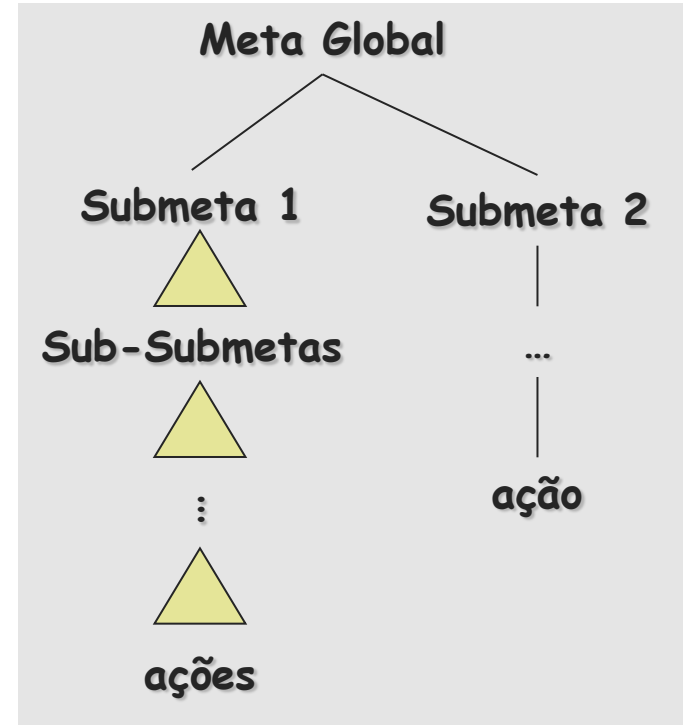 Meta Global
Submeta 1
Submeta 2
Sub-Submetas
...
...
ação
ações